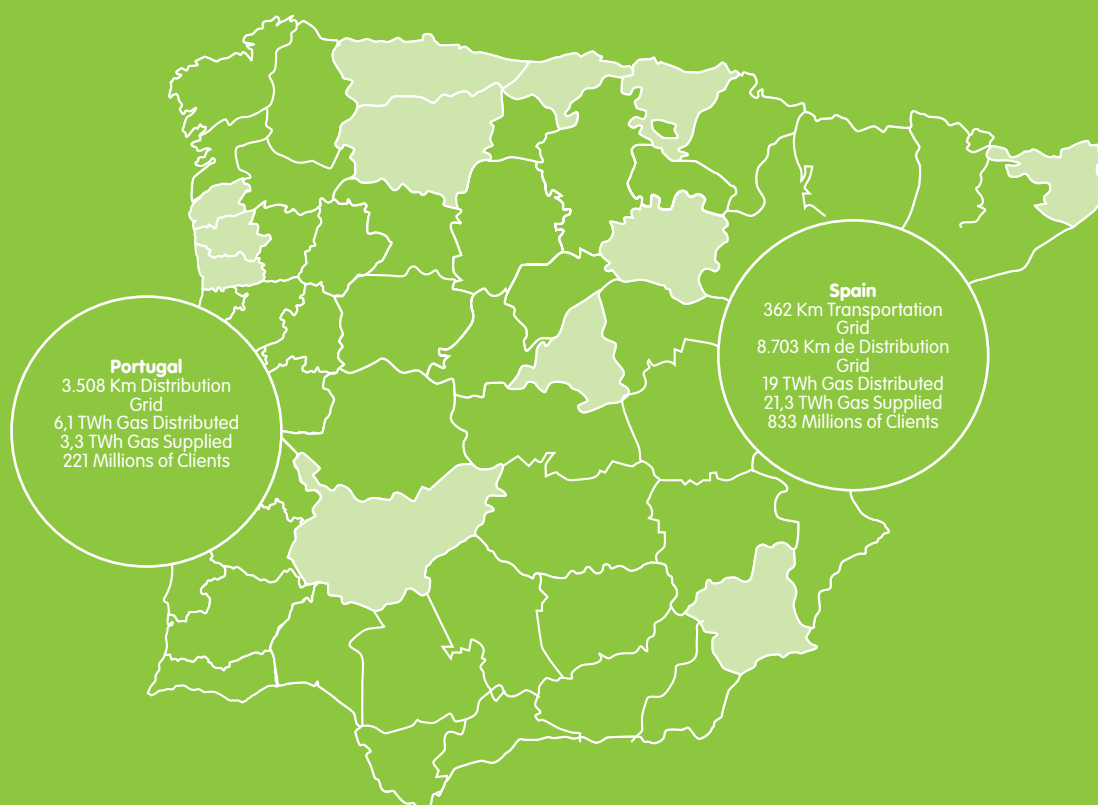 Portugal
3.508 Km Distribution
Grid
6,1 TWh Gas Distributed
3,3 TWh Gas Supplied
221 Millions of Clients
Spain
362 Km Transportation
Grid
8.703 Km de Distribution
Grid
19 TWh Gas Distributed
21,3 TWh Gas Supplied
833 Millions of Clients